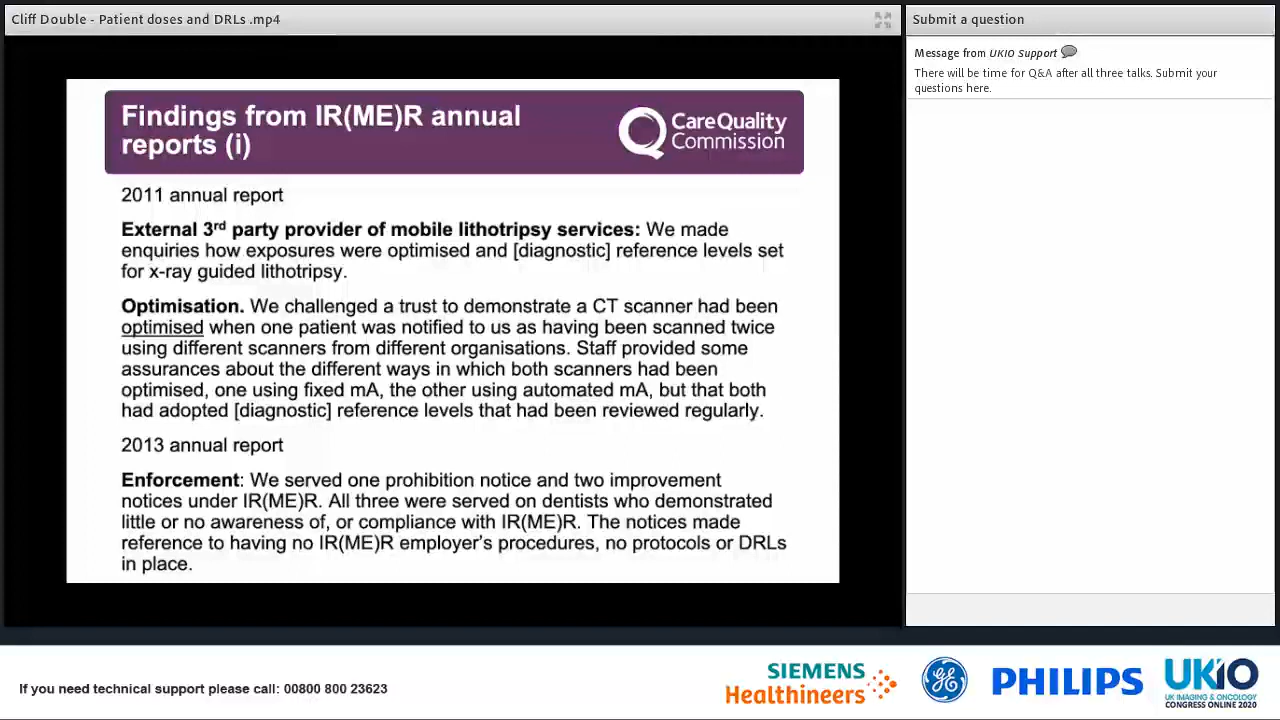 Cliff Double - Patient doses and DRLs .mp4
Submit a question
Message from UKIO Support
There will be time for Q&A after all three talks. Submit your
questions here.
Findings from IR(ME)R annual
reports (i)
CareQuality
Commission
2011 annual report
External 3rd party provider of mobile lithotripsy services: We made
enquiries how exposures were optimised and [diagnostic] reference levels set
for x-ray guided lithotripsy.
Optimisation. We challenged a trust to demonstrate a CT scanner had been
optimised when one patient was notified to us as having been scanned twice
using different scanners from different organisations. Staff provided some
assurances about the different ways in which both scanners had been
optimised, one using fixed mA, the other using automated mA, but that both
had adopted [diagnostic] reference levels that had been reviewed regularly.
2013 annual report
Enforcement: We served one prohibition notice and two improvement
notices under IR(ME)R. All three were served on dentists who demonstrated
little or no awareness of, or compliance with IR(ME)R. The notices made
reference to having no IR(ME)R employer's procedures, no protocols or DRLs
in place.
If you need technical support please call: 00800 800 23623
SIEMENS
Healthineers
GE
PHILIPS
UKIO
UK IMAGING & ONCOLOGY
CONGRESS ONLINE 2020